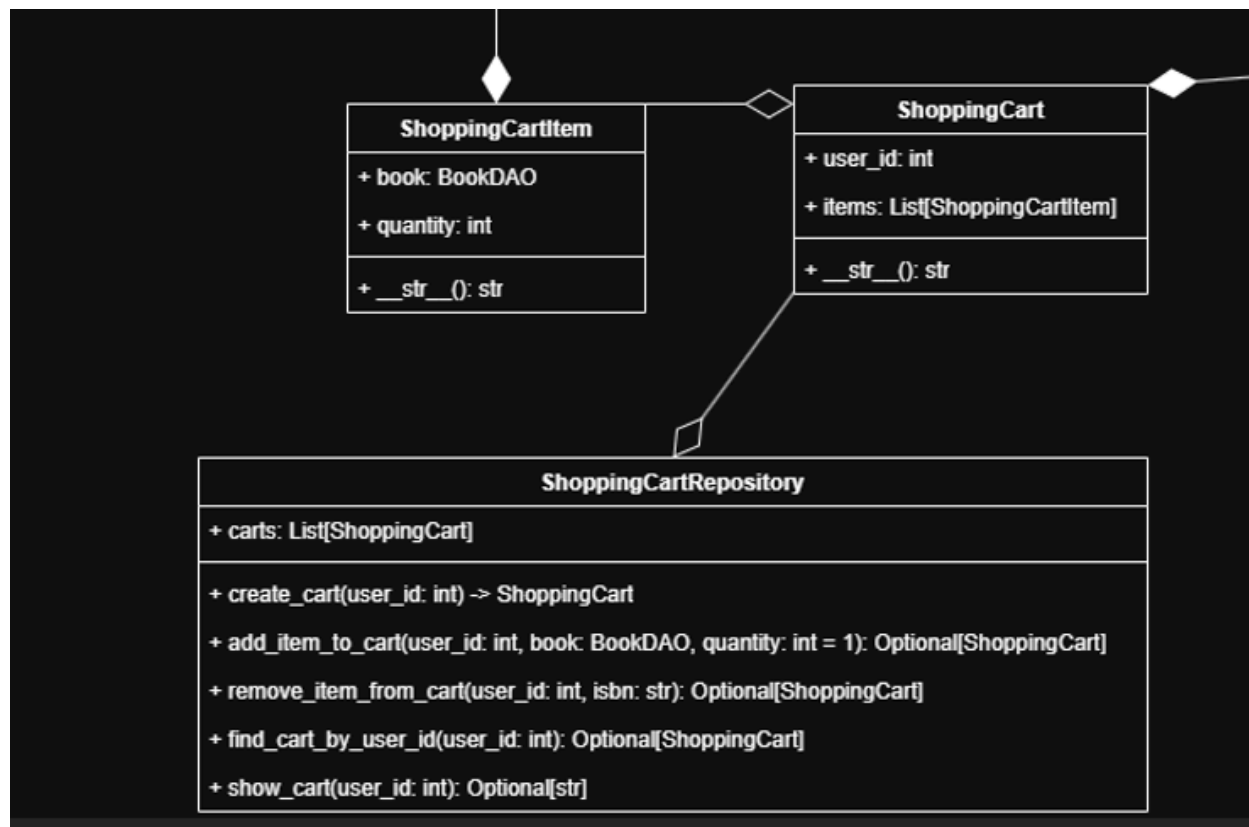 ShoppingCartItem
+ book: BookDAO
+ quantity: int
+ __str__(): str
ShoppingCart
+ user_id: int
+ items: List[ShoppingCartItem]
+ __str__(): str
ShoppingCartRepository
+ carts: List[ShoppingCart]
+ create_cart(user_id: int) -> ShoppingCart
+ add_item_to_cart(user_id: int, book: BookDAO, quantity: int = 1): Optional[ShoppingCart]
+ remove_item_from_cart(user_id: int, isbn: str): Optional[ShoppingCart]
+ find_cart_by_user_id(user_id: int): Optional[ShoppingCart]
+ show_cart(user_id: int): Optional[str]